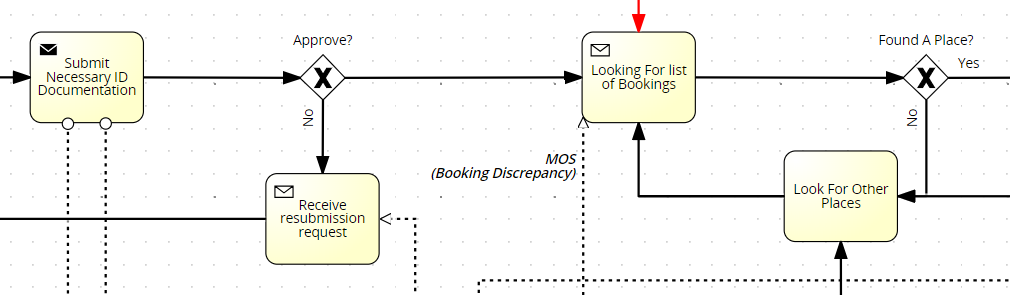 Submit
Necessary ID
Documentation
Approve?
No
Receive
resubmission
request
MOS
(Booking Discrepancy)
Looking For list
of Bookings
Found A Place?
Yes
No
Look For Other
Places